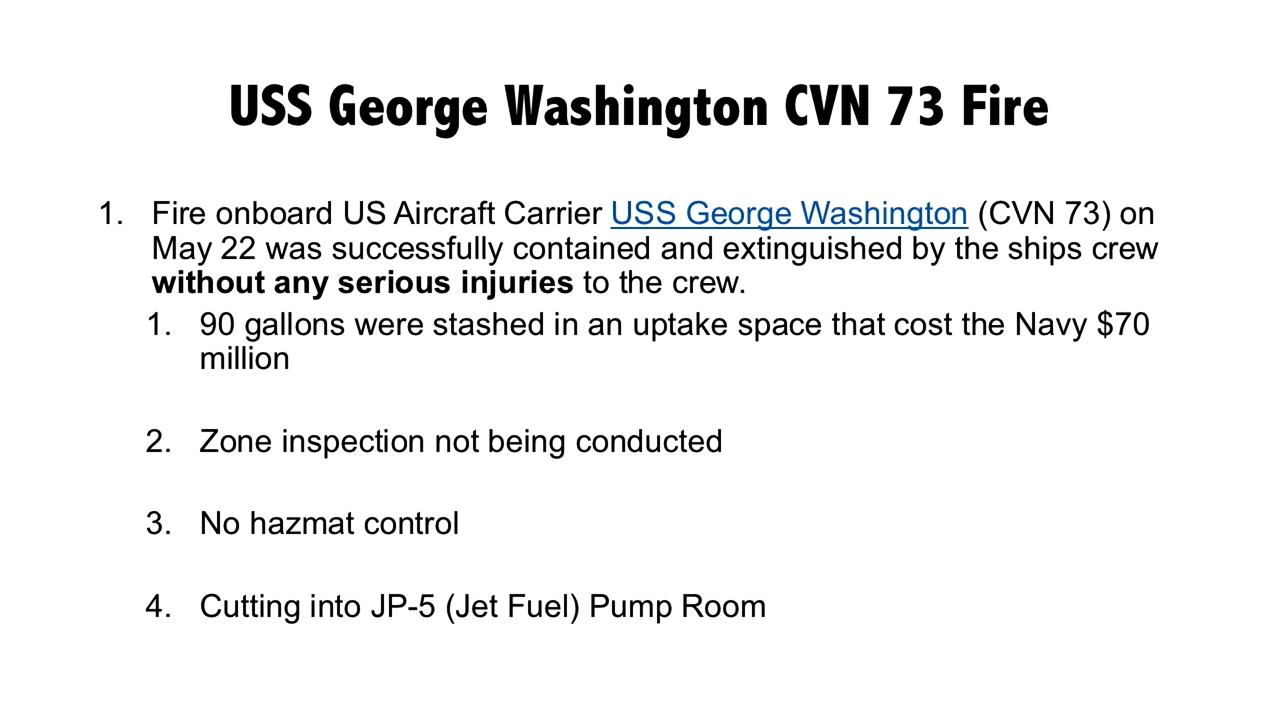 USS George Washington CVN 73 Fire
1. Fire onboard US Aircraft Carrier USS George Washington (CVN 73) on
May 22 was successfully contained and extinguished by the ships crew
without any serious injuries to the crew.
1. 90 gallons were stashed in an uptake space that cost the Navy $70
million
2. Zone inspection not being conducted
3. No hazmat control
4. Cutting into JP-5 (Jet Fuel) Pump Room